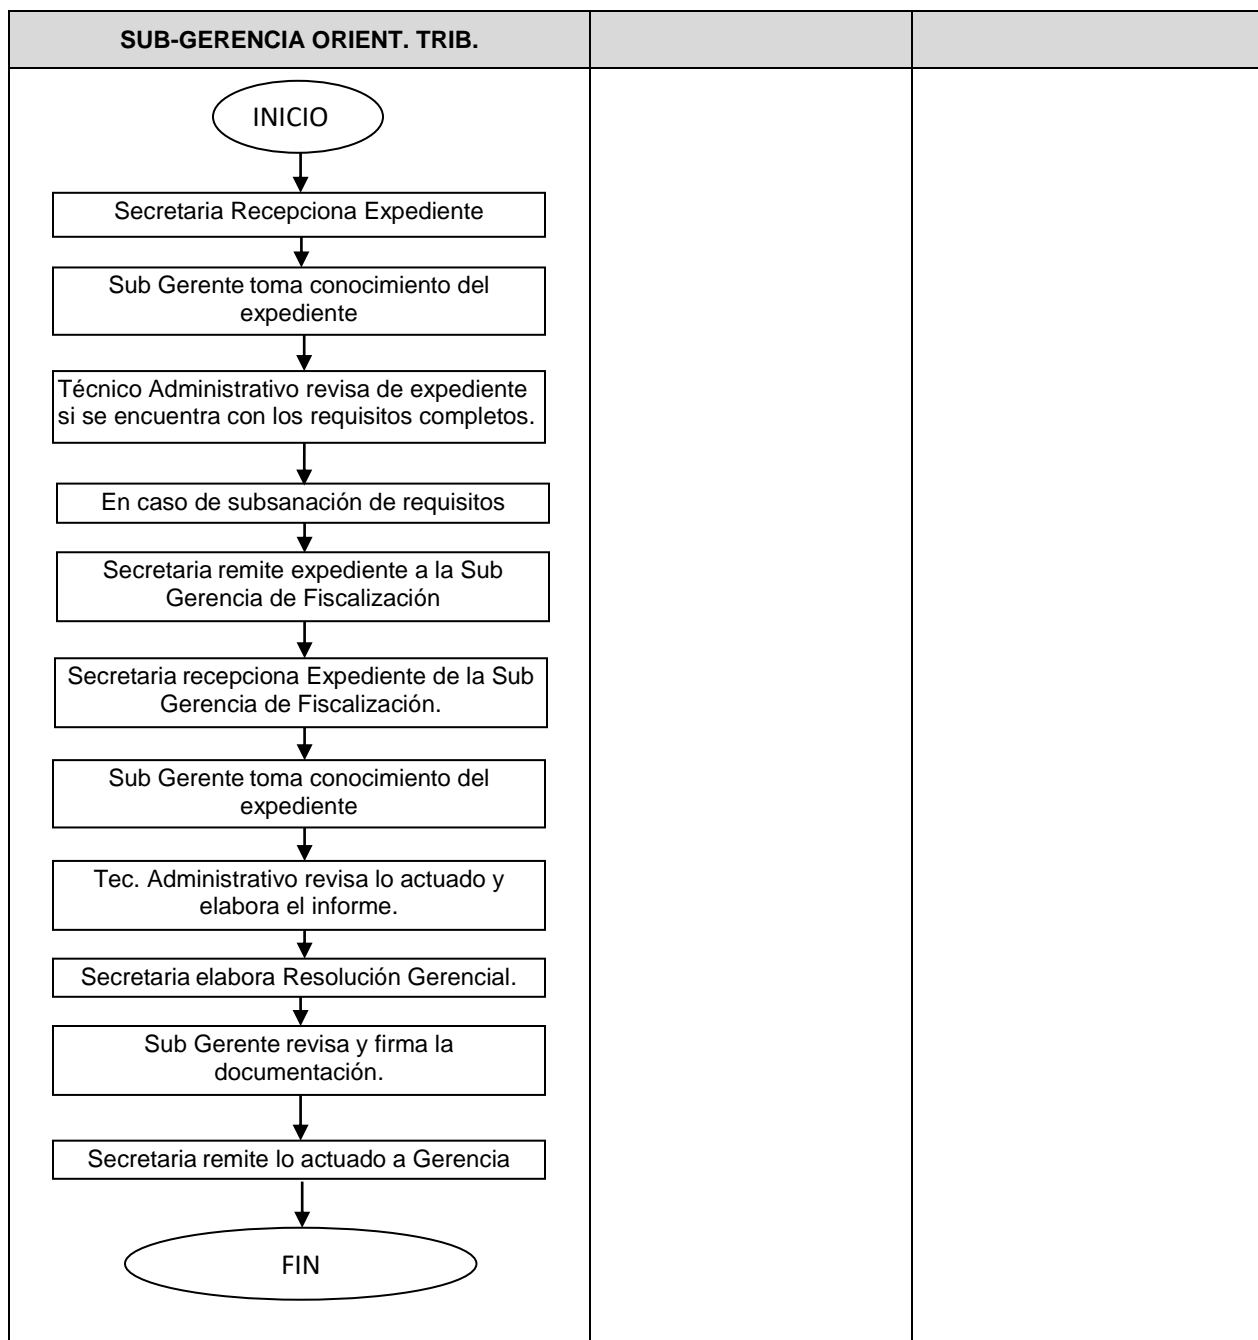 SUB-GERENCIA ORIENT. TRIB.
INICIO
Secretaria Recepciona Expediente
Sub Gerente toma conocimiento del
expediente
Técnico Administrativo revisa de expediente
si se encuentra con los requisitos completos.
En caso de subsanación de requisitos
Secretaria remite expediente a la Sub
Gerencia de Fiscalización
Secretaria recepciona Expediente de la Sub
Gerencia de Fiscalización.
Sub Gerente toma conocimiento del
expediente
Tec. Administrativo revisa lo actuado y
elabora el informe.
Secretaria elabora Resolución Gerencial.
Sub Gerente revisa y firma la
documentación.
Secretaria remite lo actuado a Gerencia
FIN